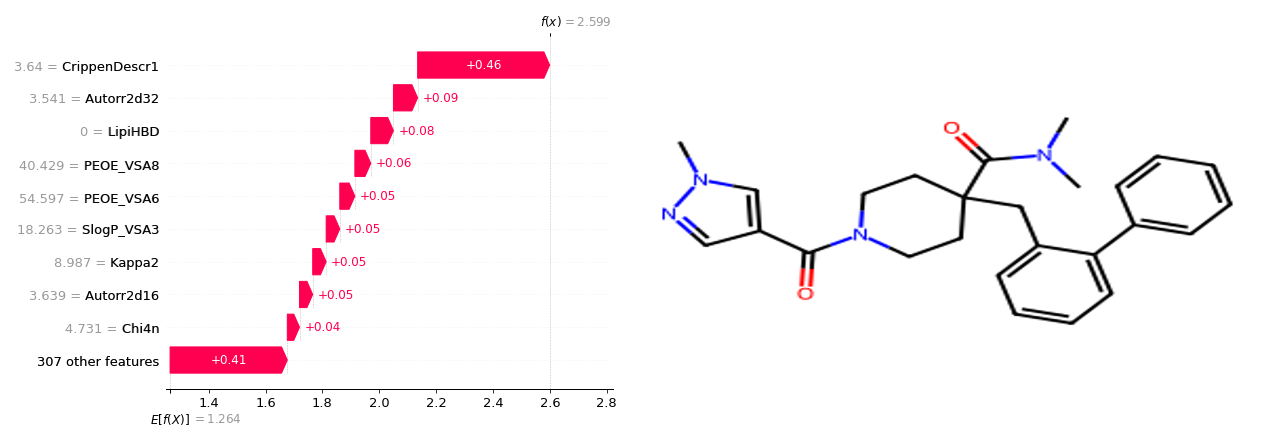 f(x) = 2.599
3.64 = CrippenDescr1
+0.46
3.541 = Autorr2d32
+0.09
0 = LipiHBD
+0.08
40.429 = PEOE_VSA8
+0.06
54.597 = PEOE_VSA6
+0.05
18.263 = SlogP_VSA3
+0.05
8.987 = Kappa2
+0.05
3.639 = Autorr2d16
+0.05
4.731 = Chi4n
+0.04
307 other features
+0.41
1.4 1.6 1.8 2.0 2.2 2.4 2.6 2.8
E[f(X)] = 1.264
O
N
N
N
N
O